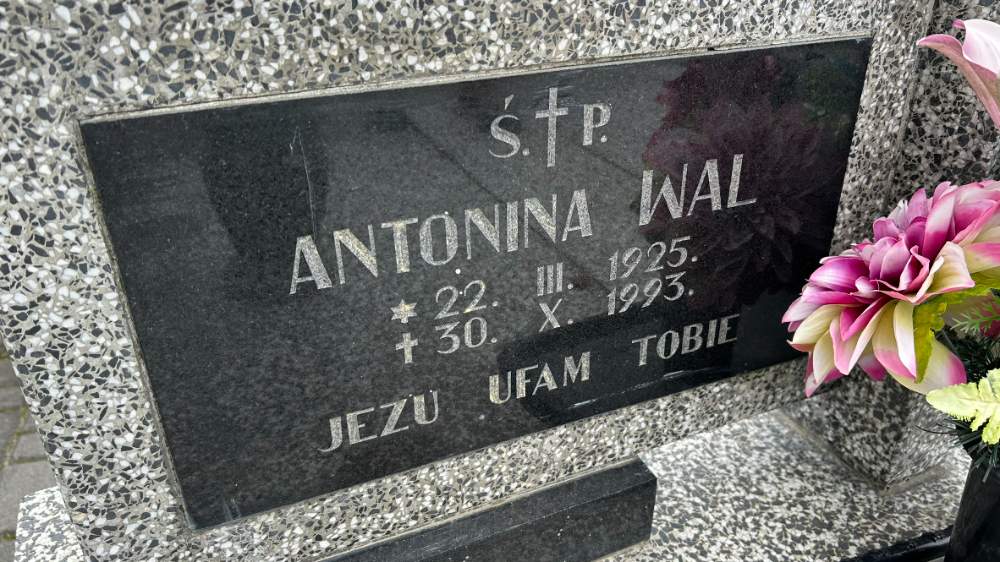 Ś. † P.
ANTONINA WAL
* 22. III. 1925.
† 30. X. 1993.
JEZU UFAM TOBIE